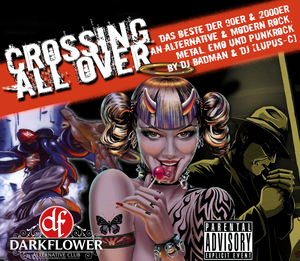 CROSSING
ALL OVER
. DAS BESTE DER 90ER & 2000ER
AN ALTERNATIVE & MODERN ROCK,
METAL, EMO UND PUNKROCK
BY DJ BADMAN & DJ [LUPUS-C]
df
DARKFLOWER
ALTERNATIVE CLUB
PARENTAL
ADVISORY
EXPLICIT EVENT